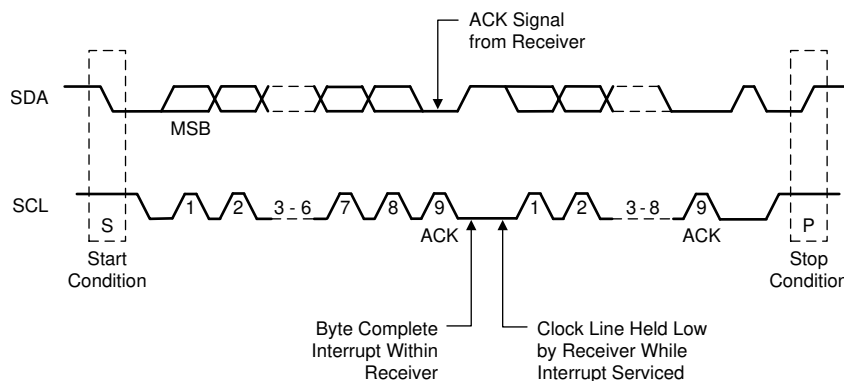 ACK Signal
from Receiver
SDA
MSB
SCL
S
1
2
3 - 6
7
8
9
ACK
1
2
3 - 8
9
ACK
P
Start
Condition
Stop
Condition
Byte Complete
Interrupt Within
Receiver
Clock Line Held Low
by Receiver While
Interrupt Serviced